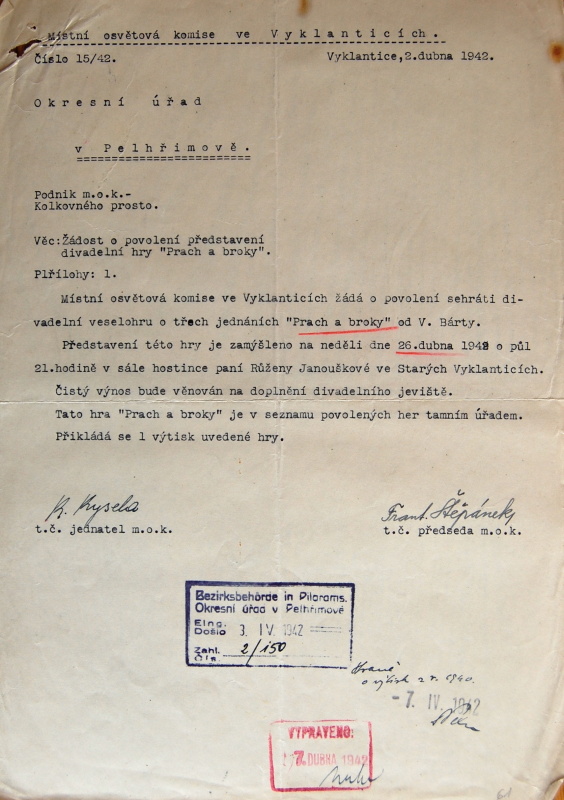 Místní osvětová komise ve Vyklanticích.
Číslo 15/42. Vyklantice,2.dubna 1942.
Okresní úřad
v Pelhřimově.
Podnik m.o.k.-
Kolkovného prosto.
Věc:Žádost o povolení představení
divadelní hry "Prach a broky".
Plřílohy: 1.
Místní osvětová komise ve Vyklanticích žádá o povolení sehráti di-
vadelní veselohru o třech jednáních "Prach a broky" od V. Bárty.
Představení této hry je zamýšleno na neděli dne 26.dubna 1942 o půl
21.hodině v sále hostince paní Růženy Janouškové ve Starých Vyklanticích.
Čistý výnos bude věnován na doplnění divadelního jeviště.
Tato hra "Prach a broky" je v seznamu povolených her tamním úřadem.
Přikládá se 1 výtisk uvedené hry.
K. Kysela Frant. Štěpánek
t.č. jednatel m.o.k. t.č. předseda m.o.k.
Bezirksbehörde in Pilgrams.
Okresní úřad v Pelhřimově
Eing.
Došlo 3. IV. 1942
Zahl. 2/150
Čís.
o výtisk z r. 1940.
-7. IV. 1942
VYPRAVENO:
7. DUBNA 1942